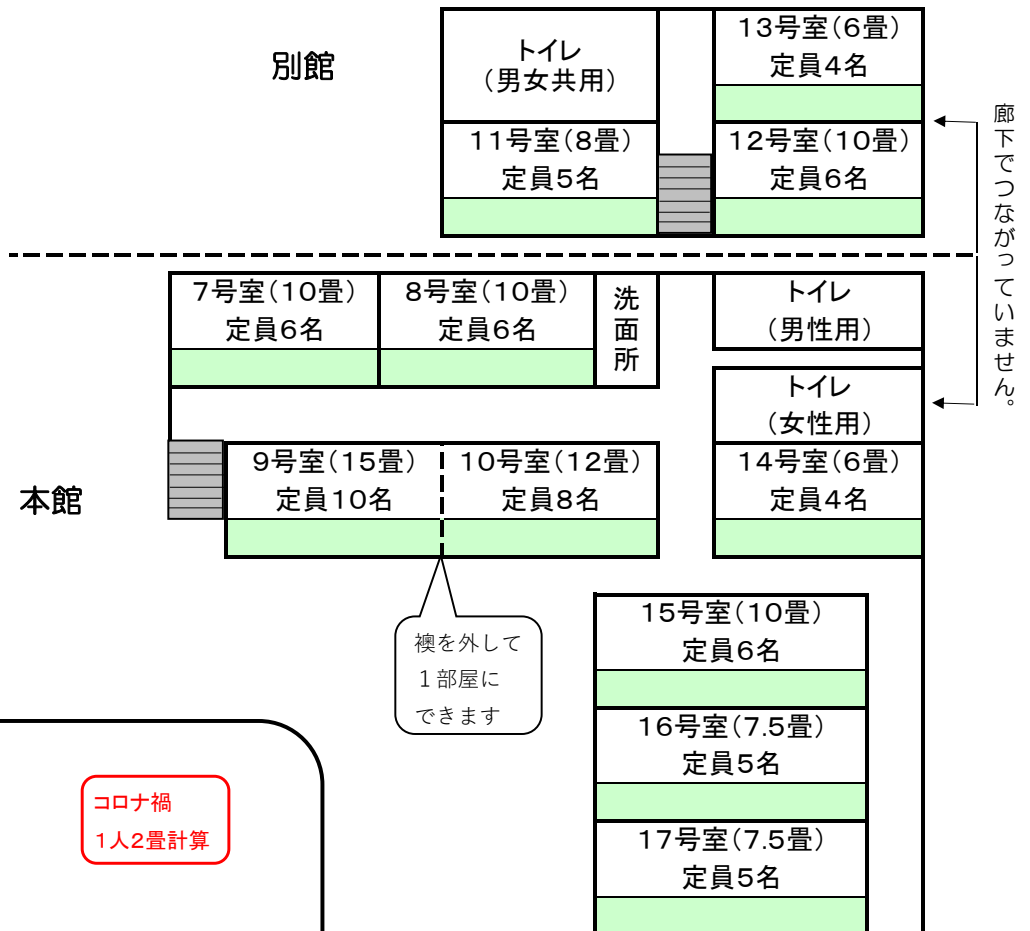 別館
トイレ
（男女共用）
13号室(6畳)
定員4名
11号室(8畳)
定員5名
12号室(10畳)
定員6名
廊下でつながっていません。
7号室(10畳)
定員6名
8号室(10畳)
定員6名
洗面所
トイレ
（男性用）
トイレ
（女性用）
本館
9号室(15畳)
定員10名
10号室(12畳)
定員8名
14号室(6畳)
定員4名
襖を外して
１部屋に
できます
15号室(10畳)
定員6名
16号室(7.5畳)
定員5名
17号室(7.5畳)
定員5名
コロナ禍
1人2畳計算